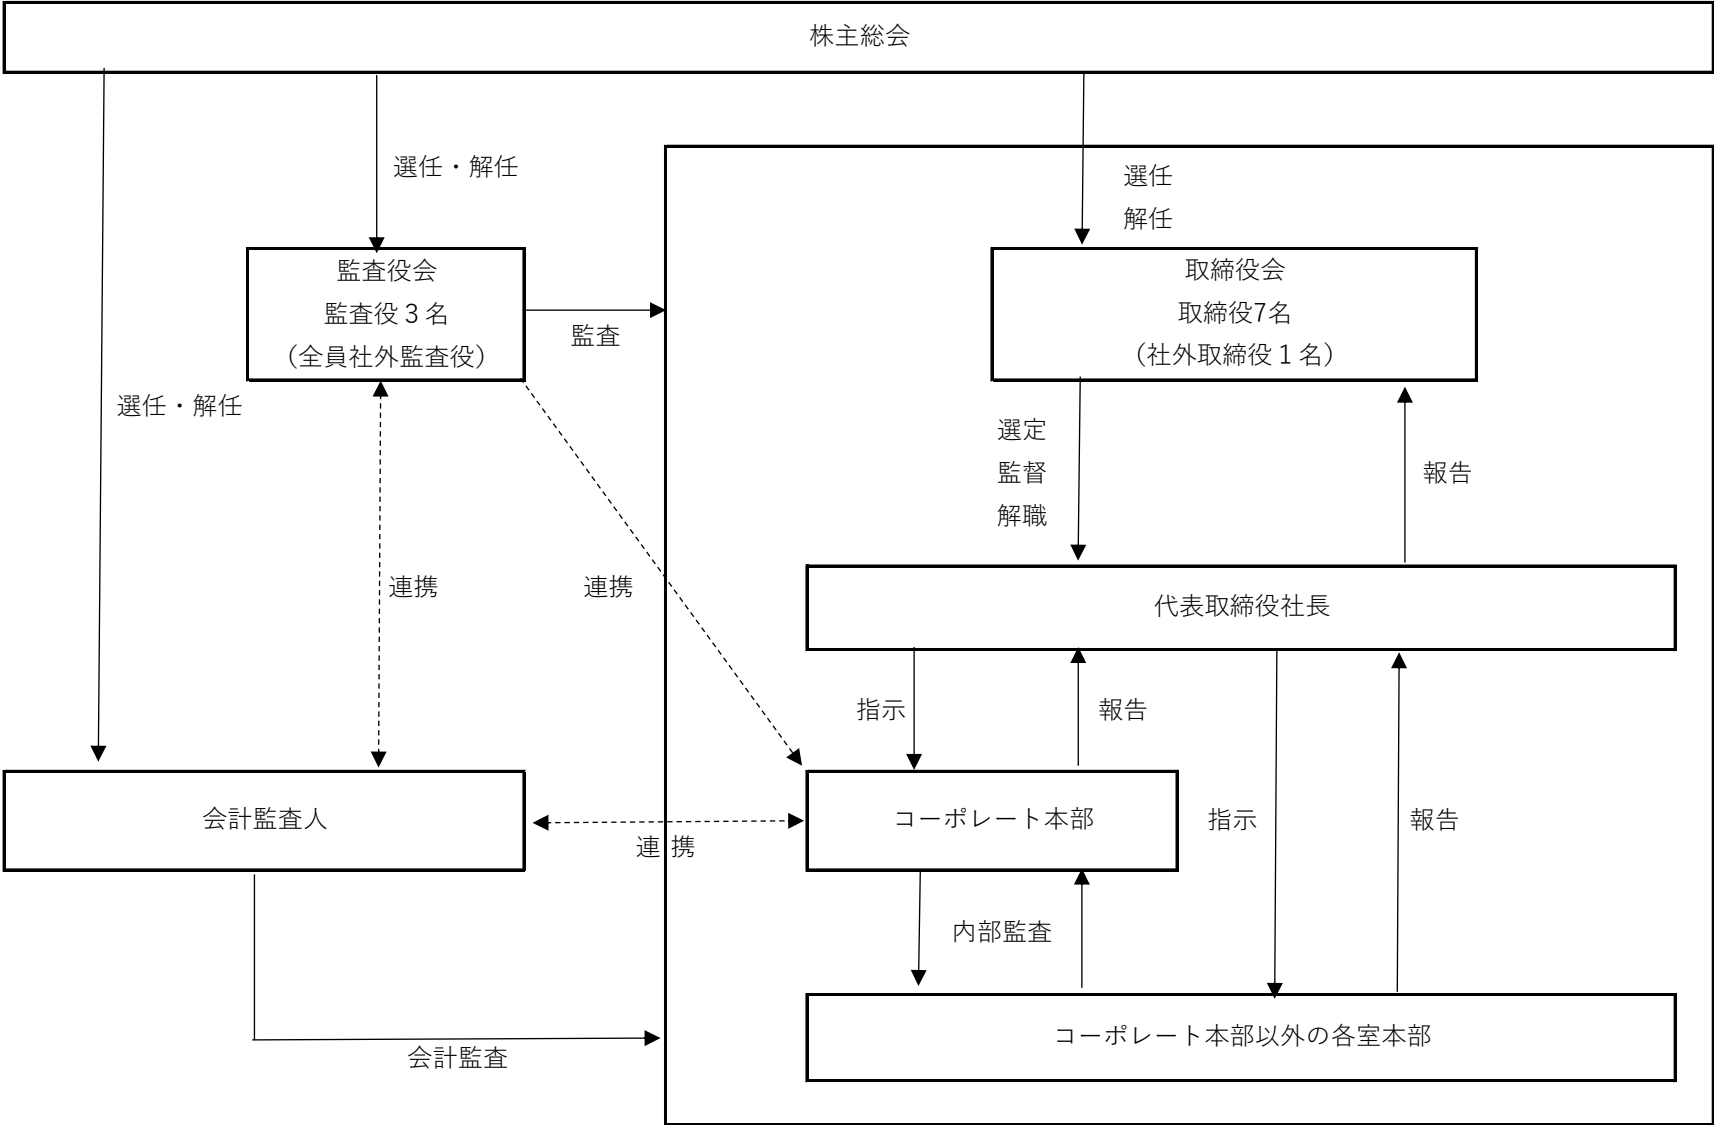 株主総会
選任・解任
選任
解任
監査役会
監査役３名
（全員社外監査役）
監査
取締役会
取締役7名
（社外取締役１名）
選任・解任
選定
監督
解職
報告
連携
連携
代表取締役社長
指示
報告
会計監査人
連 携
コーポレート本部
指示
報告
内部監査
会計監査
コーポレート本部以外の各室本部